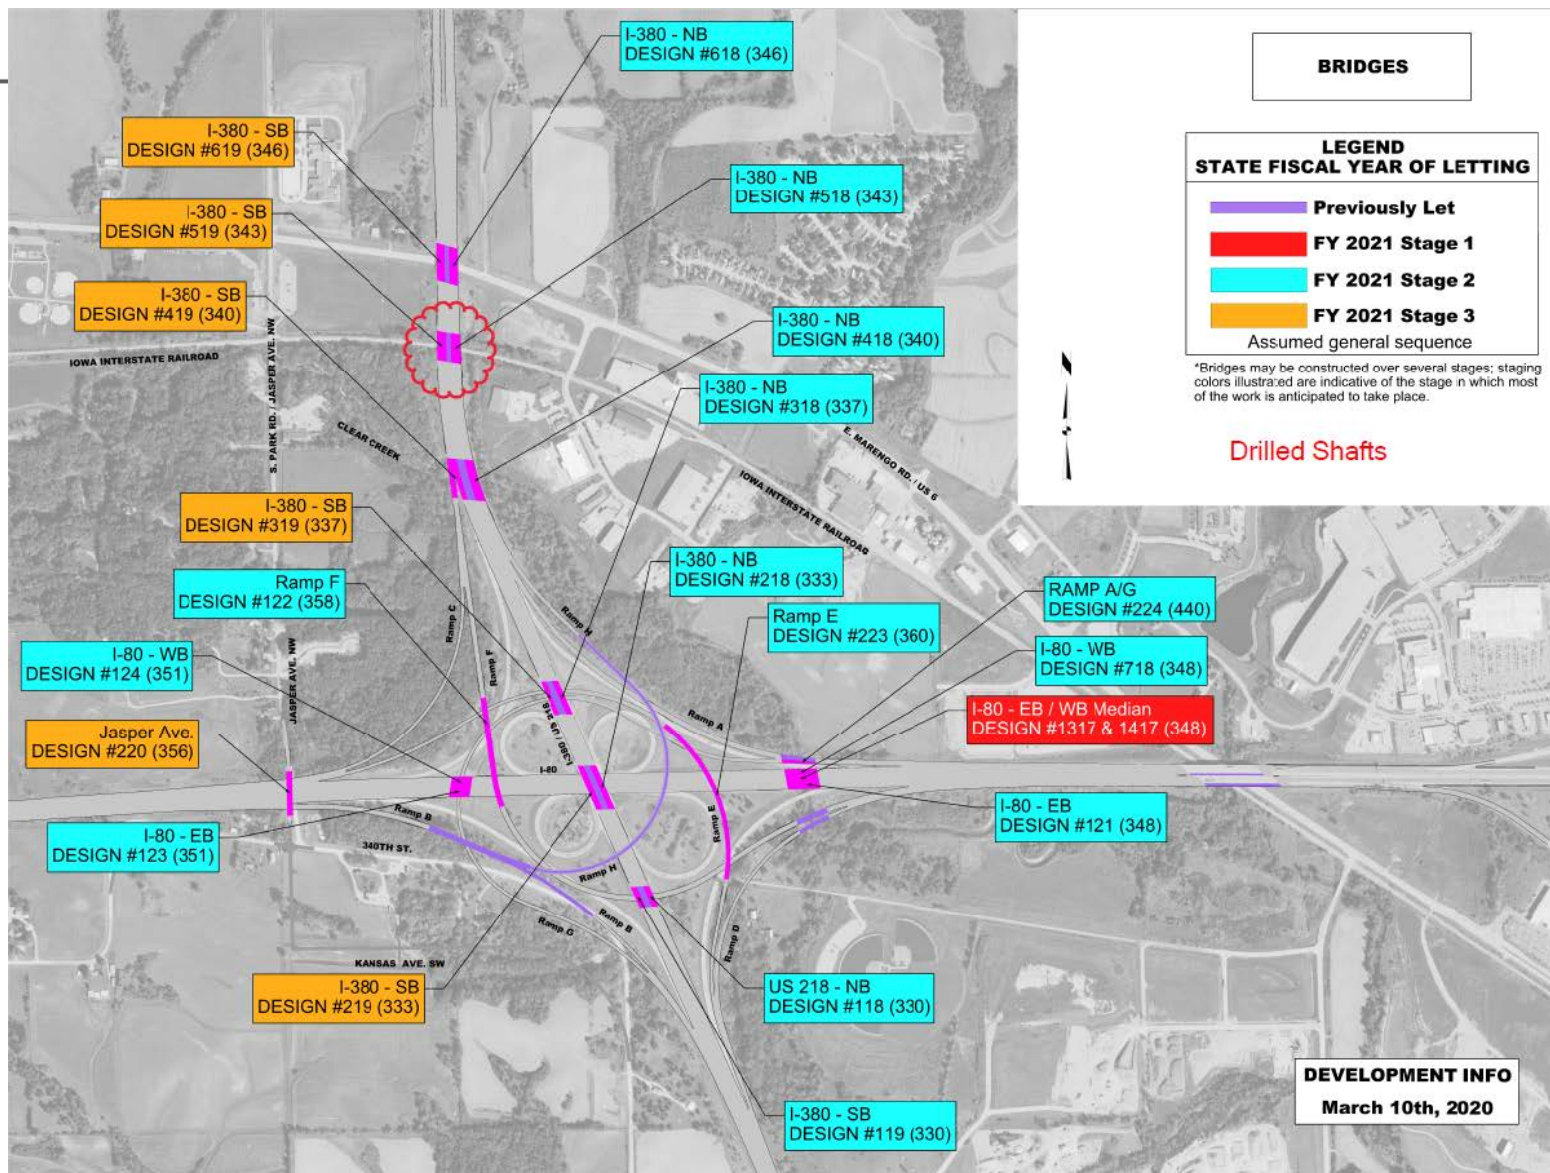 I-380 - NB
DESIGN #618 (346)
BRIDGES
I-380 - SB
DESIGN #619 (346)
LEGEND
STATE FISCAL YEAR OF LETTING
Previously Let
FY 2021 Stage 1
FY 2021 Stage 2
FY 2021 Stage 3
Assumed general sequence
*Bridges may be constructed over several stages; staging
colors illustrated are indicative of the stage in which most
of the work is anticipated to take place.
Drilled Shafts
I-380 - NB
DESIGN #518 (343)
I-380 - SB
DESIGN #519 (343)
I-380 - SB
DESIGN #419 (340)
I-380 - NB
DESIGN #418 (340)
IOWA INTERSTATE RAILROAD
S. PARK RD. / JASPER AVE. NW
I-380 - NB
DESIGN #318 (337)
CLEAR CREEK
E. MARENGO RD. / US 6
IOWA INTERSTATE RAILROAD
I-380 - SB
DESIGN #319 (337)
I-380 - NB
DESIGN #218 (333)
Ramp F
DESIGN #122 (358)
RAMP A/G
DESIGN #224 (440)
Ramp E
DESIGN #223 (360)
Ramp C
Ramp H
Ramp F
I-80 - WB
DESIGN #124 (351)
I-80 - WB
DESIGN #718 (348)
JASPER AVE. NW
I-380 / US 218
Ramp A
I-80 - EB / WB Median
DESIGN #1317 & 1417 (348)
Jasper Ave.
DESIGN #220 (356)
I-80
Ramp B
Ramp E
I-80 - EB
DESIGN #121 (348)
I-80 - EB
DESIGN #123 (351)
340TH ST.
Ramp H
Ramp G
Ramp B
Ramp D
KANSAS AVE. SW
I-380 - SB
DESIGN #219 (333)
US 218 - NB
DESIGN #118 (330)
I-380 - SB
DESIGN #119 (330)
DEVELOPMENT INFO
March 10th, 2020